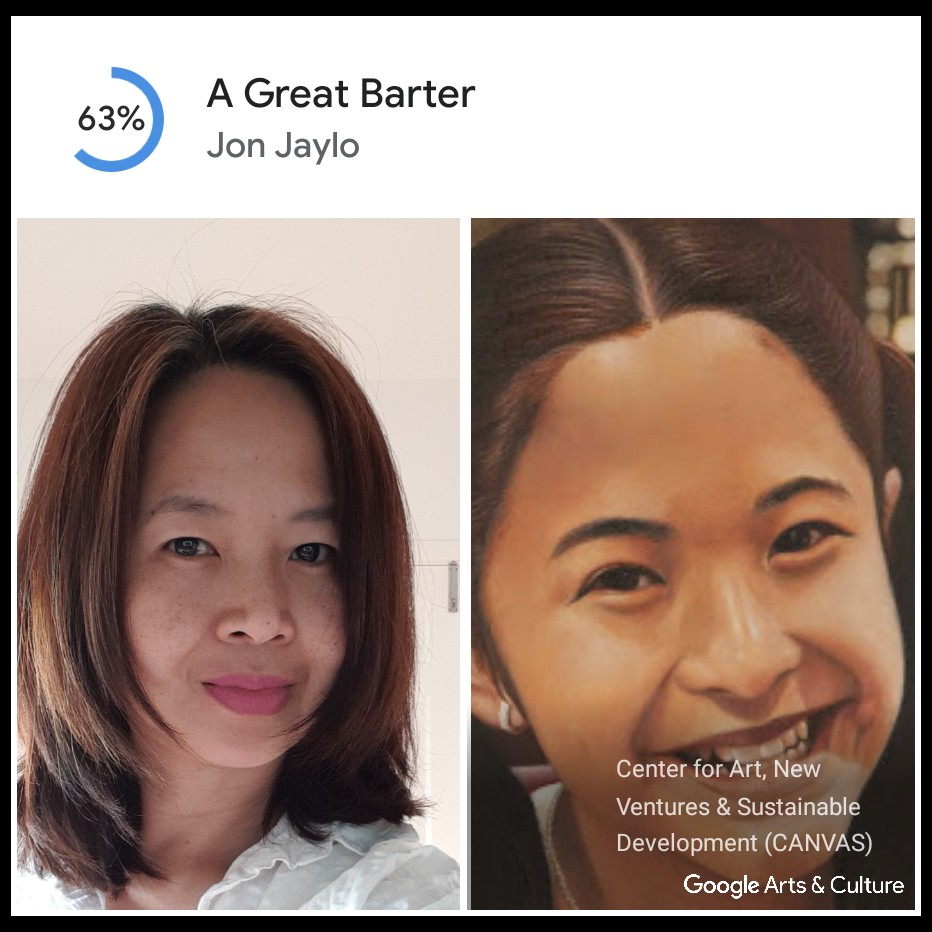 63%
A Great Barter
Jon Jaylo
Center for Art, New
Ventures & Sustainable
Development (CANVAS)
Google Arts & Culture